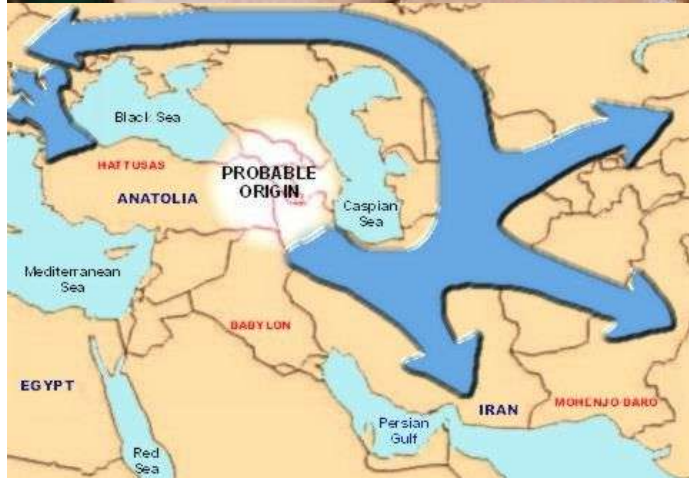 Black Sea
HATTUSAS
PROBABLE
ORIGIN
ANATOLIA
Caspian
Sea
Mediterranean
Sea
BABYLON
EGYPT
IRAN
MOHENJO-DARO
Persian
Gulf
Red
Sea